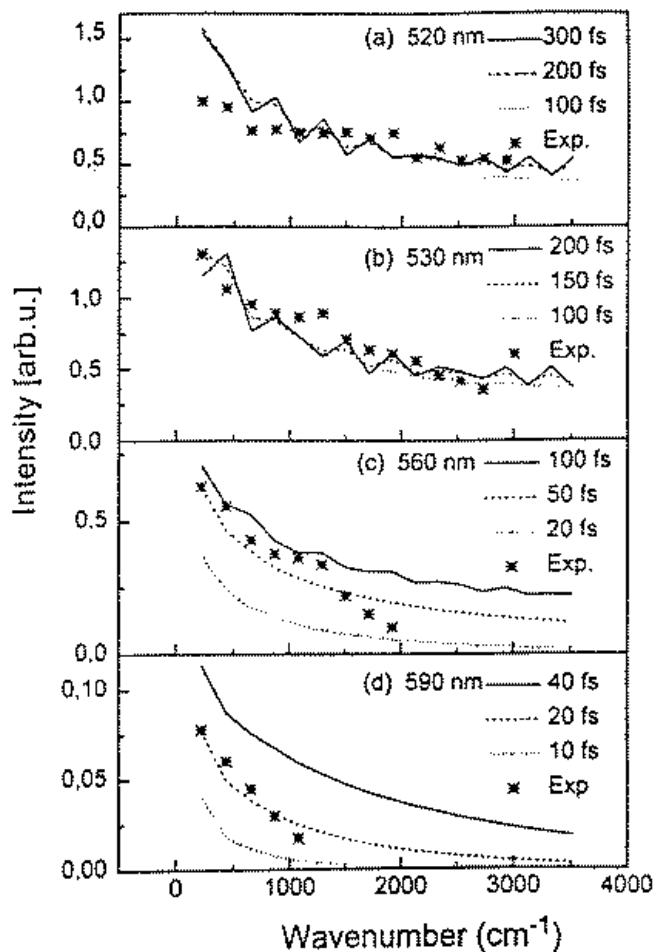 1,5
1,0
0,5
0,0
(a) 520 nm
300 fs
200 fs
100 fs
Exp.
1,0
0,5
0,0
(b) 530 nm
200 fs
150 fs
100 fs
Exp.
0,5
0,0
(c) 560 nm
100 fs
50 fs
20 fs
Exp.
0,10
0,05
0,00
(d) 590 nm
40 fs
20 fs
10 fs
Exp
0
1000
2000
3000
4000
Intensity [arb.u.]
Wavenumber (cm⁻¹)